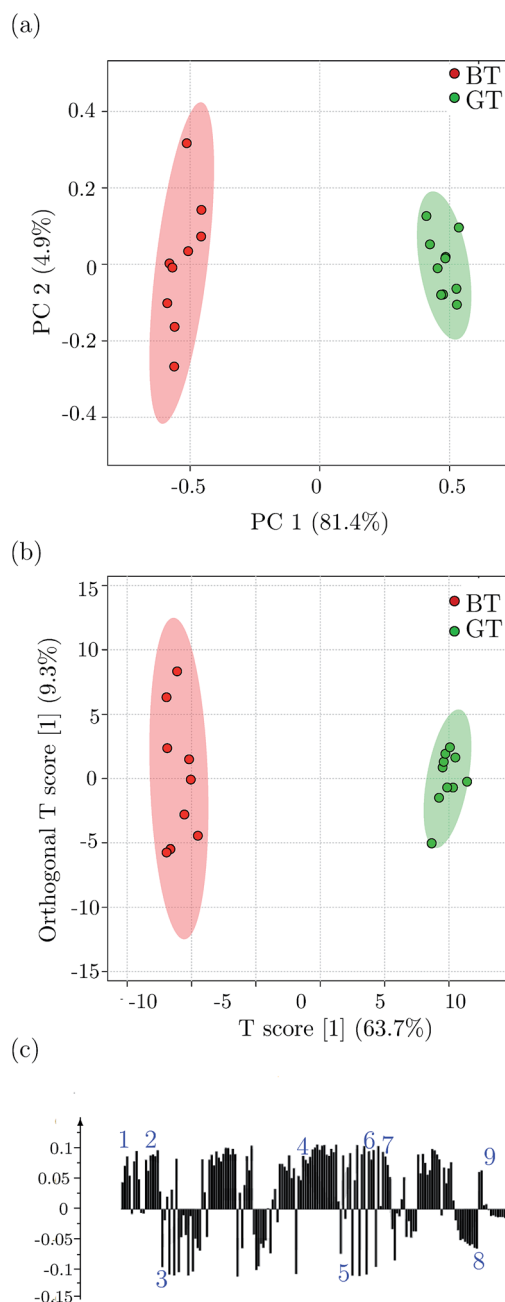 (a)
BT
GT
0.4
0.2
0
-0.2
-0.4
PC 2 (4.9%)
-0.5 0 0.5
PC 1 (81.4%)
(b)
15
BT
GT
10
5
0
-5
-10
-15
Orthogonal T score [1] (9.3%)
-10 -5 0 5 10
T score [1] (63.7%)
(c)
1 2 4 6 7 9
0.1
0.05
0
-0.05
-0.1
-0.15
3 5 8